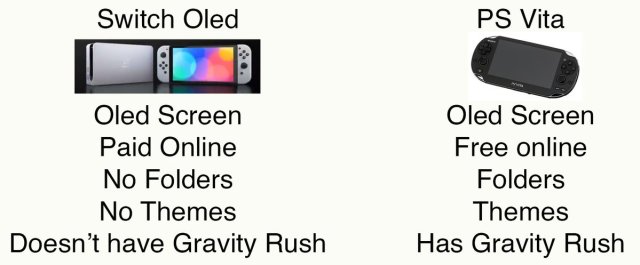 Switch Oled
PS Vita
Oled Screen
Oled Screen
Paid Online
Free online
No Folders
Folders
No Themes
Themes
Doesn’t have Gravity Rush
Has Gravity Rush